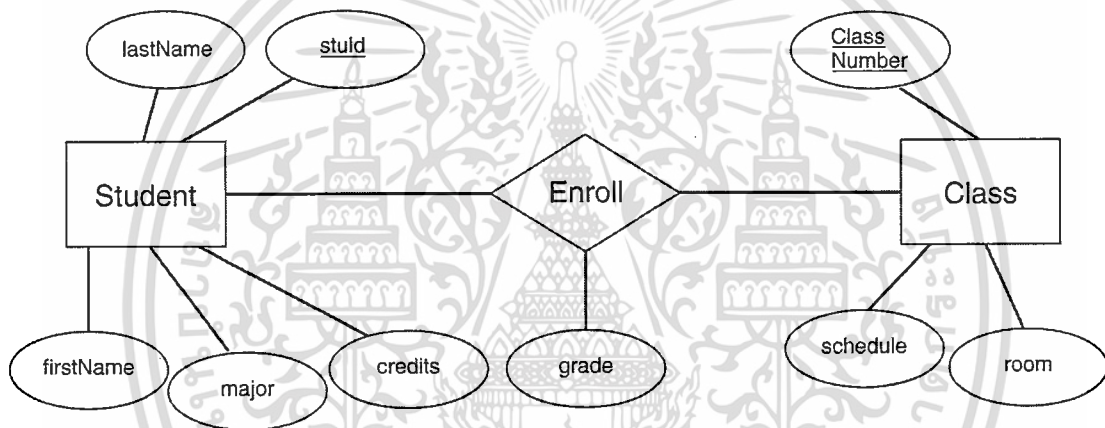 lastName
stuId
Class
Number
Student
Enroll
Class
firstName
major
credits
grade
schedule
room